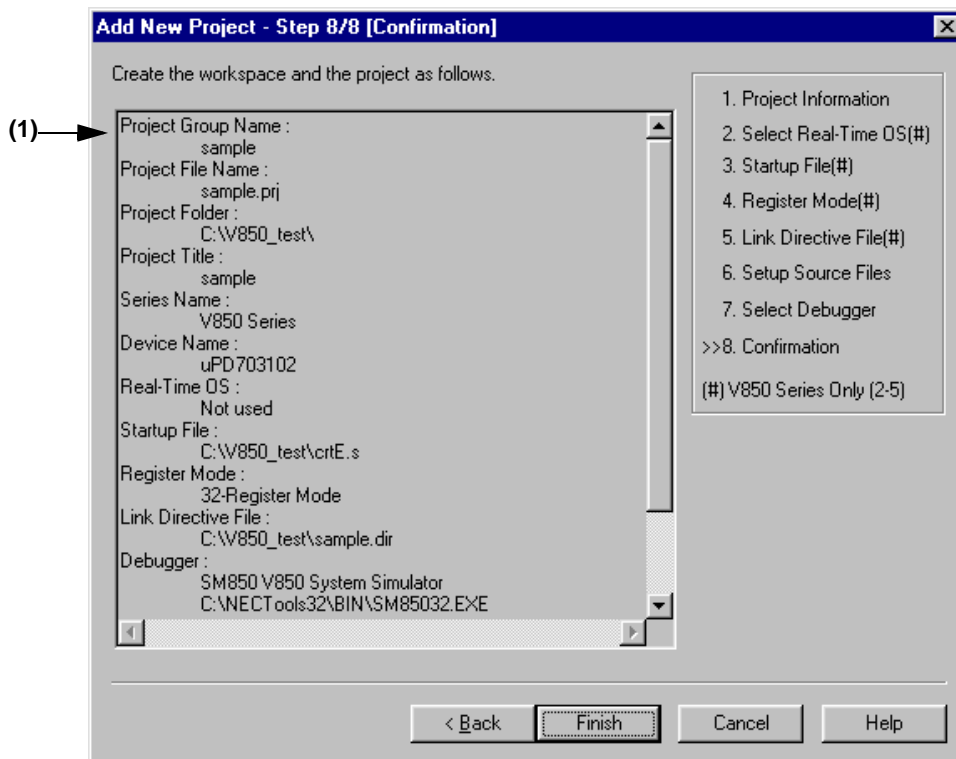 Add New Project - Step 8/8 [Confirmation]
Create the workspace and the project as follows.
(1)
Project Group Name :
sample
Project File Name :
sample.prj
Project Folder :
C:\V850_test\
Project Title :
sample
Series Name :
V850 Series
Device Name :
uPD703102
Real-Time OS :
Not used
Startup File :
C:\V850_test\crtE.s
Register Mode :
32-Register Mode
Link Directive File :
C:\V850_test\sample.dir
Debugger :
SM850 V850 System Simulator
C:\NECTools32\BIN\SM85032.EXE
1. Project Information
2. Select Real-Time OS(#)
3. Startup File(#)
4. Register Mode(#)
5. Link Directive File(#)
6. Setup Source Files
7. Select Debugger
>>8. Confirmation
(#) V850 Series Only (2-5)
< Back
Finish
Cancel
Help